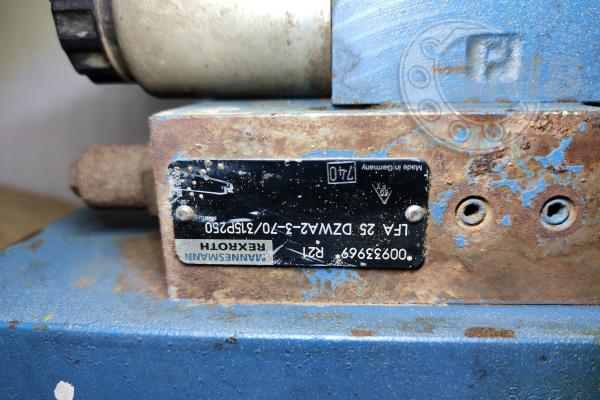 MANNESMANN
REXROTH
*00933969* R21
LFA 25 DZWA2-3-70/315P250
740
Made in Germany
P